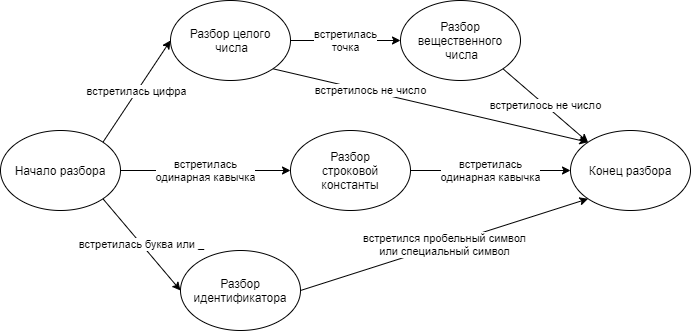 Разбор целого
числа
встретилась
точка
Разбор
вещественного
числа
встретилась цифра
встретилось не число
встретилось не число
Начало разбора
встретилась
одинарная кавычка
Разбор
строковой
константы
встретилась
одинарная кавычка
Конец разбора
встретилась буква или _
встретился пробельный символ
или специальный символ
Разбор
идентификатора